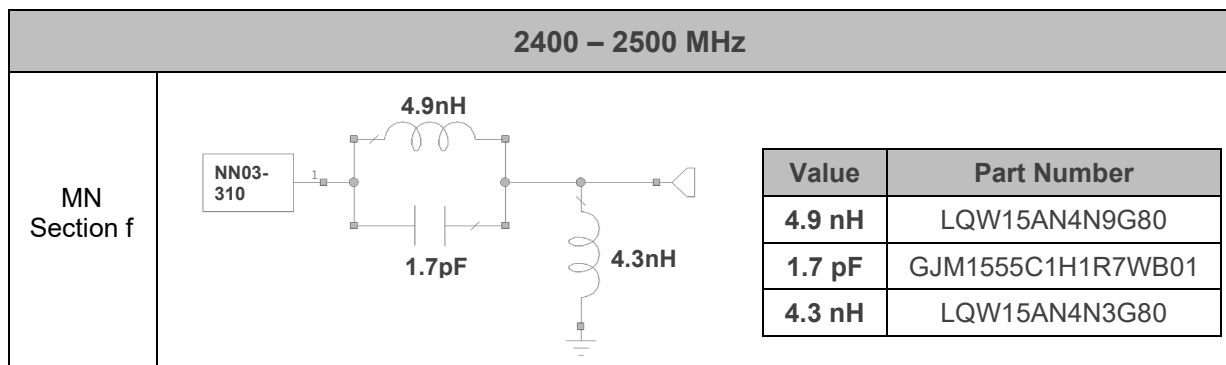 2400 – 2500 MHz
MN
Section f
4.9nH
NN03-
310
1
1.7pF
4.3nH
Value Part Number
4.9 nH LQW15AN4N9G80
1.7 pF GJM1555C1H1R7WB01
4.3 nH LQW15AN4N3G80